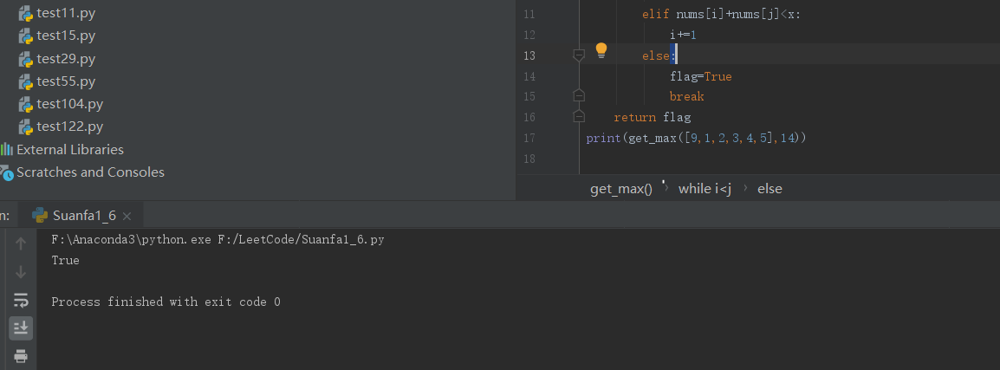 test11.py
test15.py
test29.py
test55.py
test104.py
test122.py
External Libraries
Scratches and Consoles
11 elif nums[i]+nums[j]<x:
12 i+=1
13 else:
14 flag=True
15 break
16 return flag
17 print(get_max([9,1,2,3,4,5],14))
18
get_max() › while i<j › else
n: Suanfa1_6 ×
F:\Anaconda3\python.exe F:/LeetCode/Suanfa1_6.py
True
Process finished with exit code 0